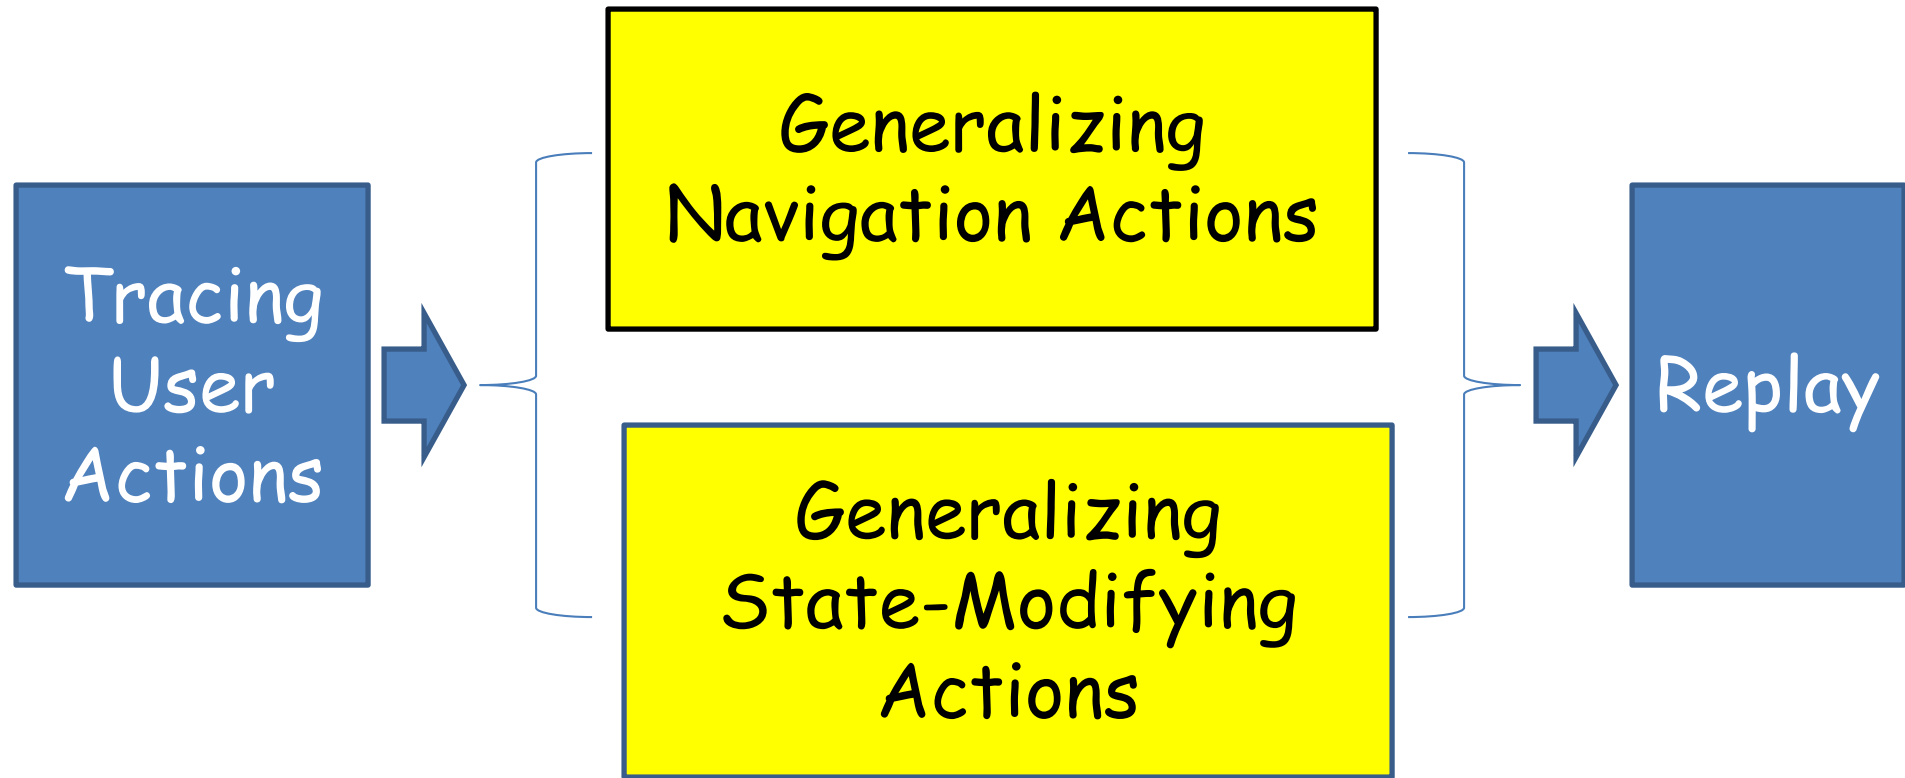 Tracing
User
Actions
Generalizing
Navigation Actions
Generalizing
State-Modifying
Actions
Replay